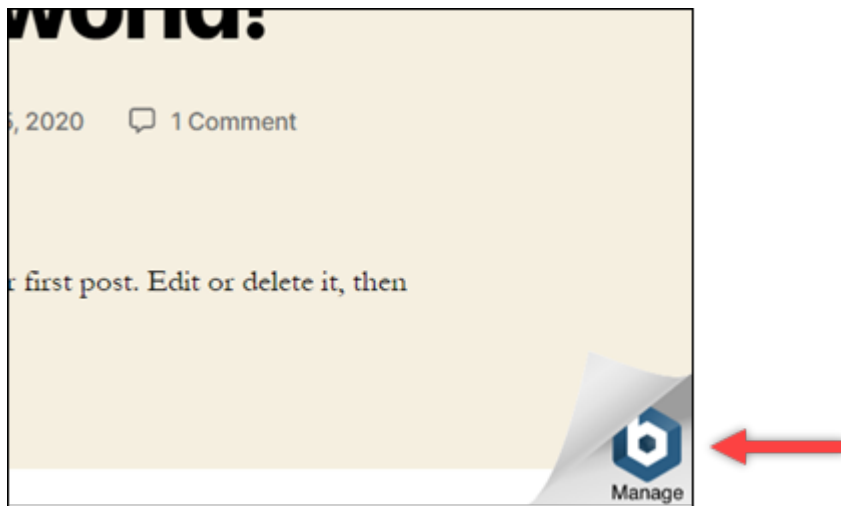 world!
, 2020 1 Comment
first post. Edit or delete it, then
b
Manage